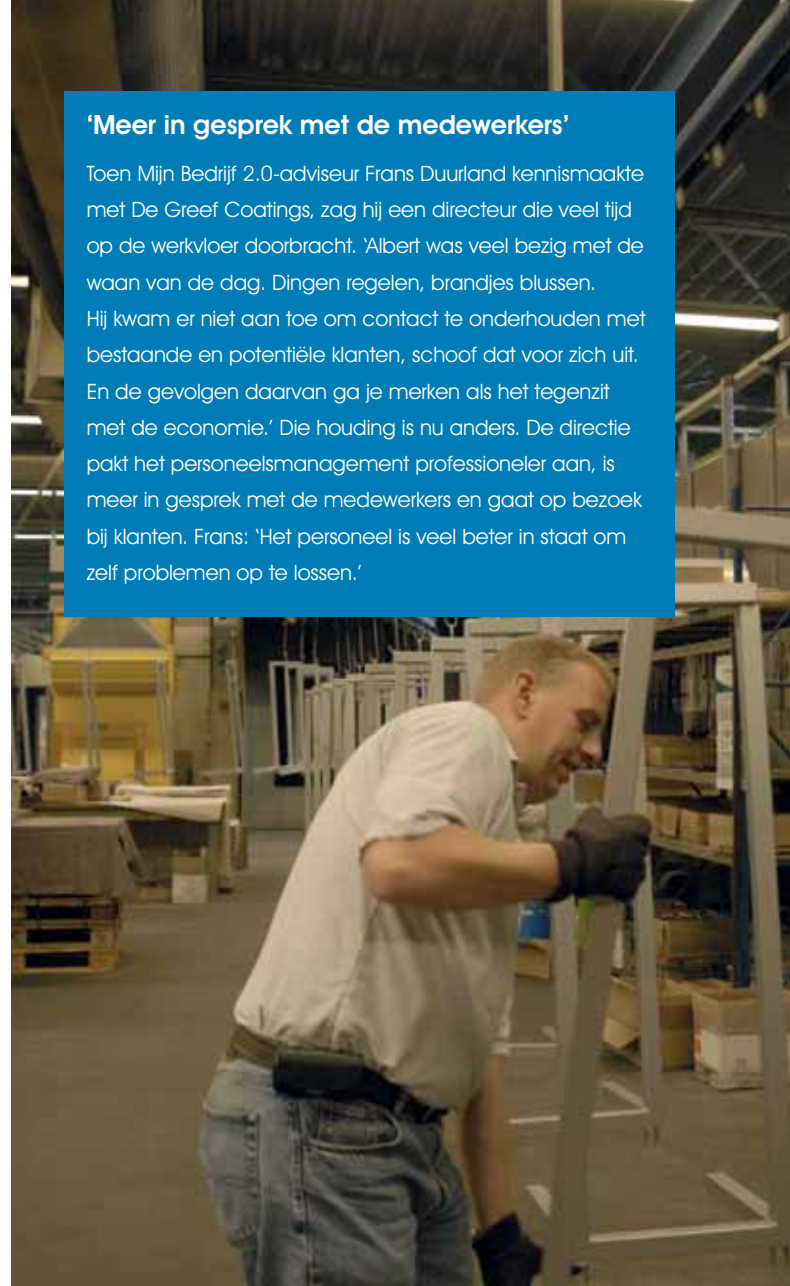 ‘Meer in gesprek met de medewerkers’
Toen Mijn Bedrijf 2.0-adviseur Frans Duurland kennismaakte
met De Greef Coatings, zag hij een directeur die veel tijd
op de werkvloer doorbracht. ‘Albert was veel bezig met de
waan van de dag. Dingen regelen, brandjes blussen.
Hij kwam er niet aan toe om contact te onderhouden met
bestaande en potentiële klanten, schoof dat voor zich uit.
En de gevolgen daarvan ga je merken als het tegenzit
met de economie.’ Die houding is nu anders. De directie
pakt het personeelsmanagement professioneler aan, is
meer in gesprek met de medewerkers en gaat op bezoek
bij klanten. Frans: ‘Het personeel is veel beter in staat om
zelf problemen op te lossen.’